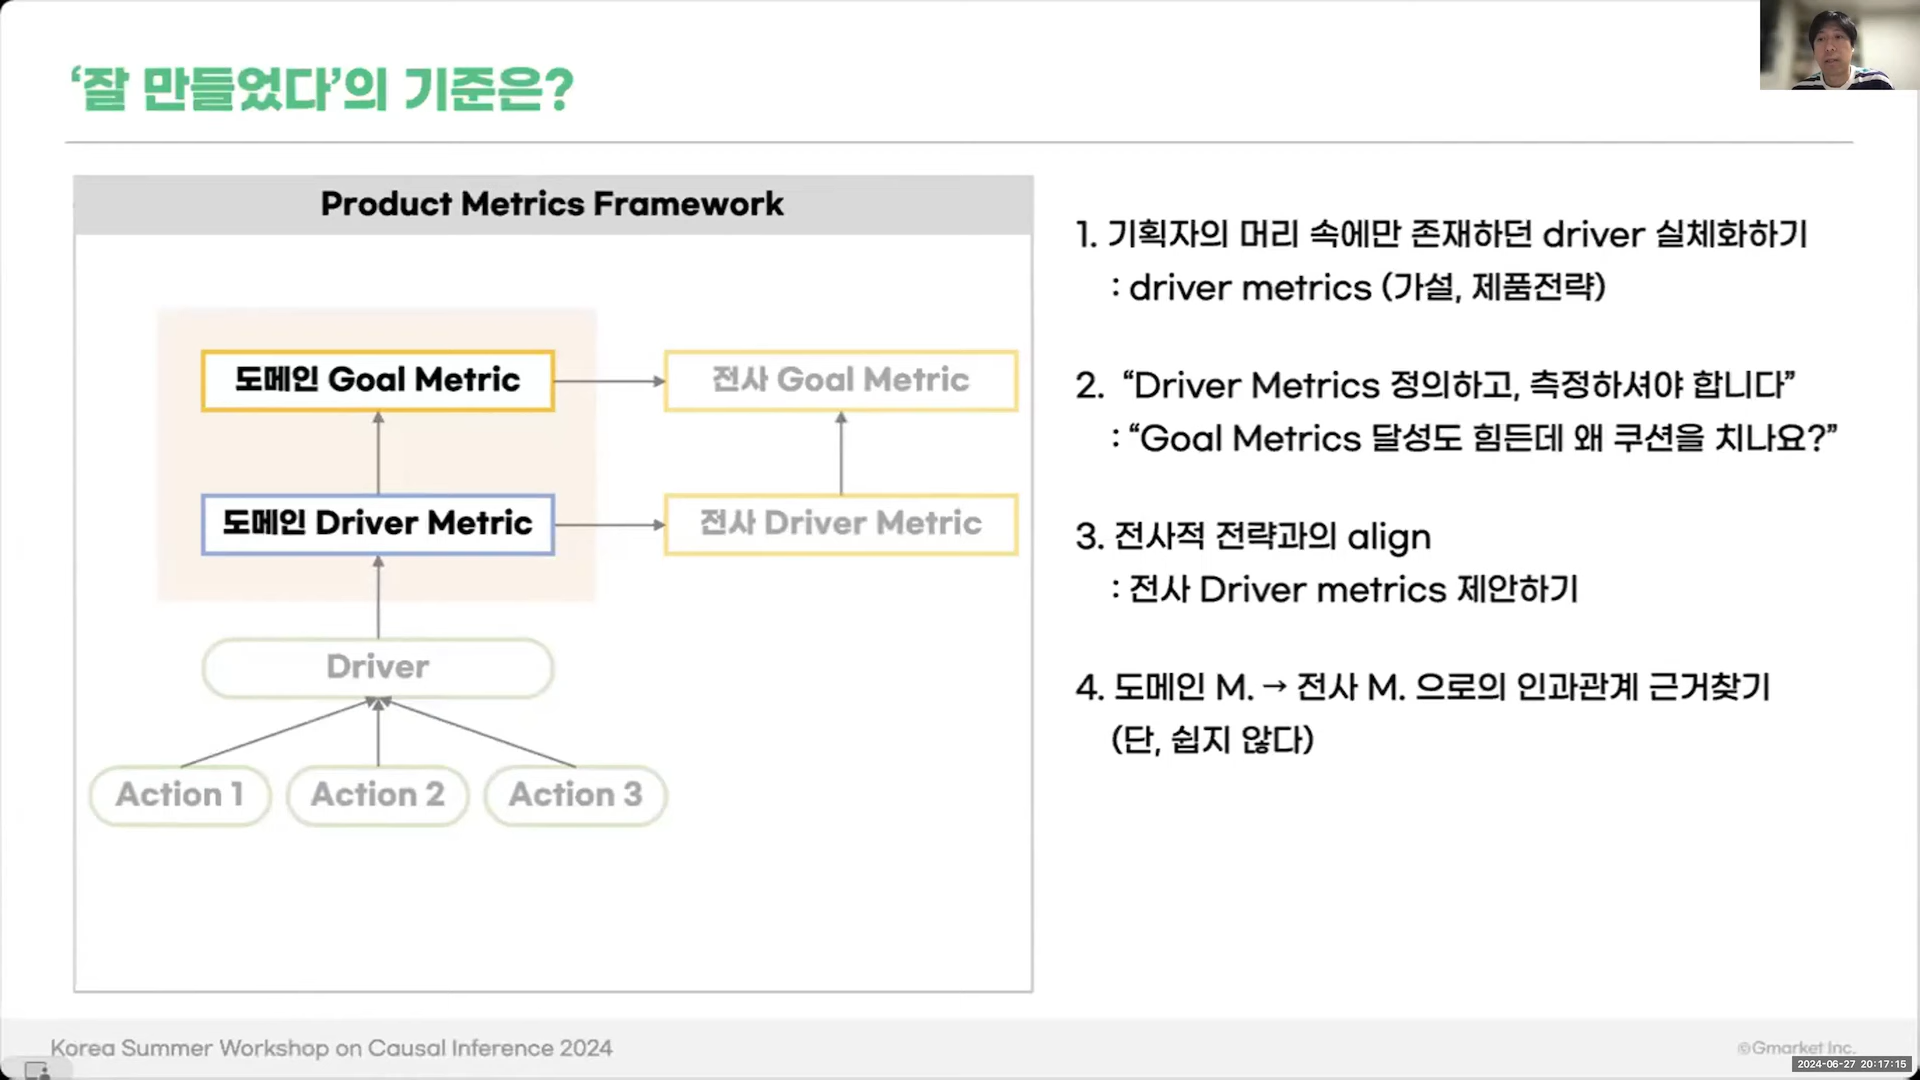 ‘잘 만들었다’의 기준은?
Product Metrics Framework
도메인 Goal Metric
전사 Goal Metric
도메인 Driver Metric
전사 Driver Metric
Driver
Action 1
Action 2
Action 3
1. 기획자의 머리 속에만 존재하던 driver 실체화하기
: driver metrics (가설, 제품전략)
2. “Driver Metrics 정의하고, 측정하셔야 합니다”
: “Goal Metrics 달성도 힘든데 왜 쿠션을 치나요?”
3. 전사적 전략과의 align
: 전사 Driver metrics 제안하기
4. 도메인 M. → 전사 M. 으로의 인과관계 근거찾기
(단, 쉽지 않다)
Korea Summer Workshop on Causal Inference 2024
©Gmarket Inc.
2024-06-27 20:17:15